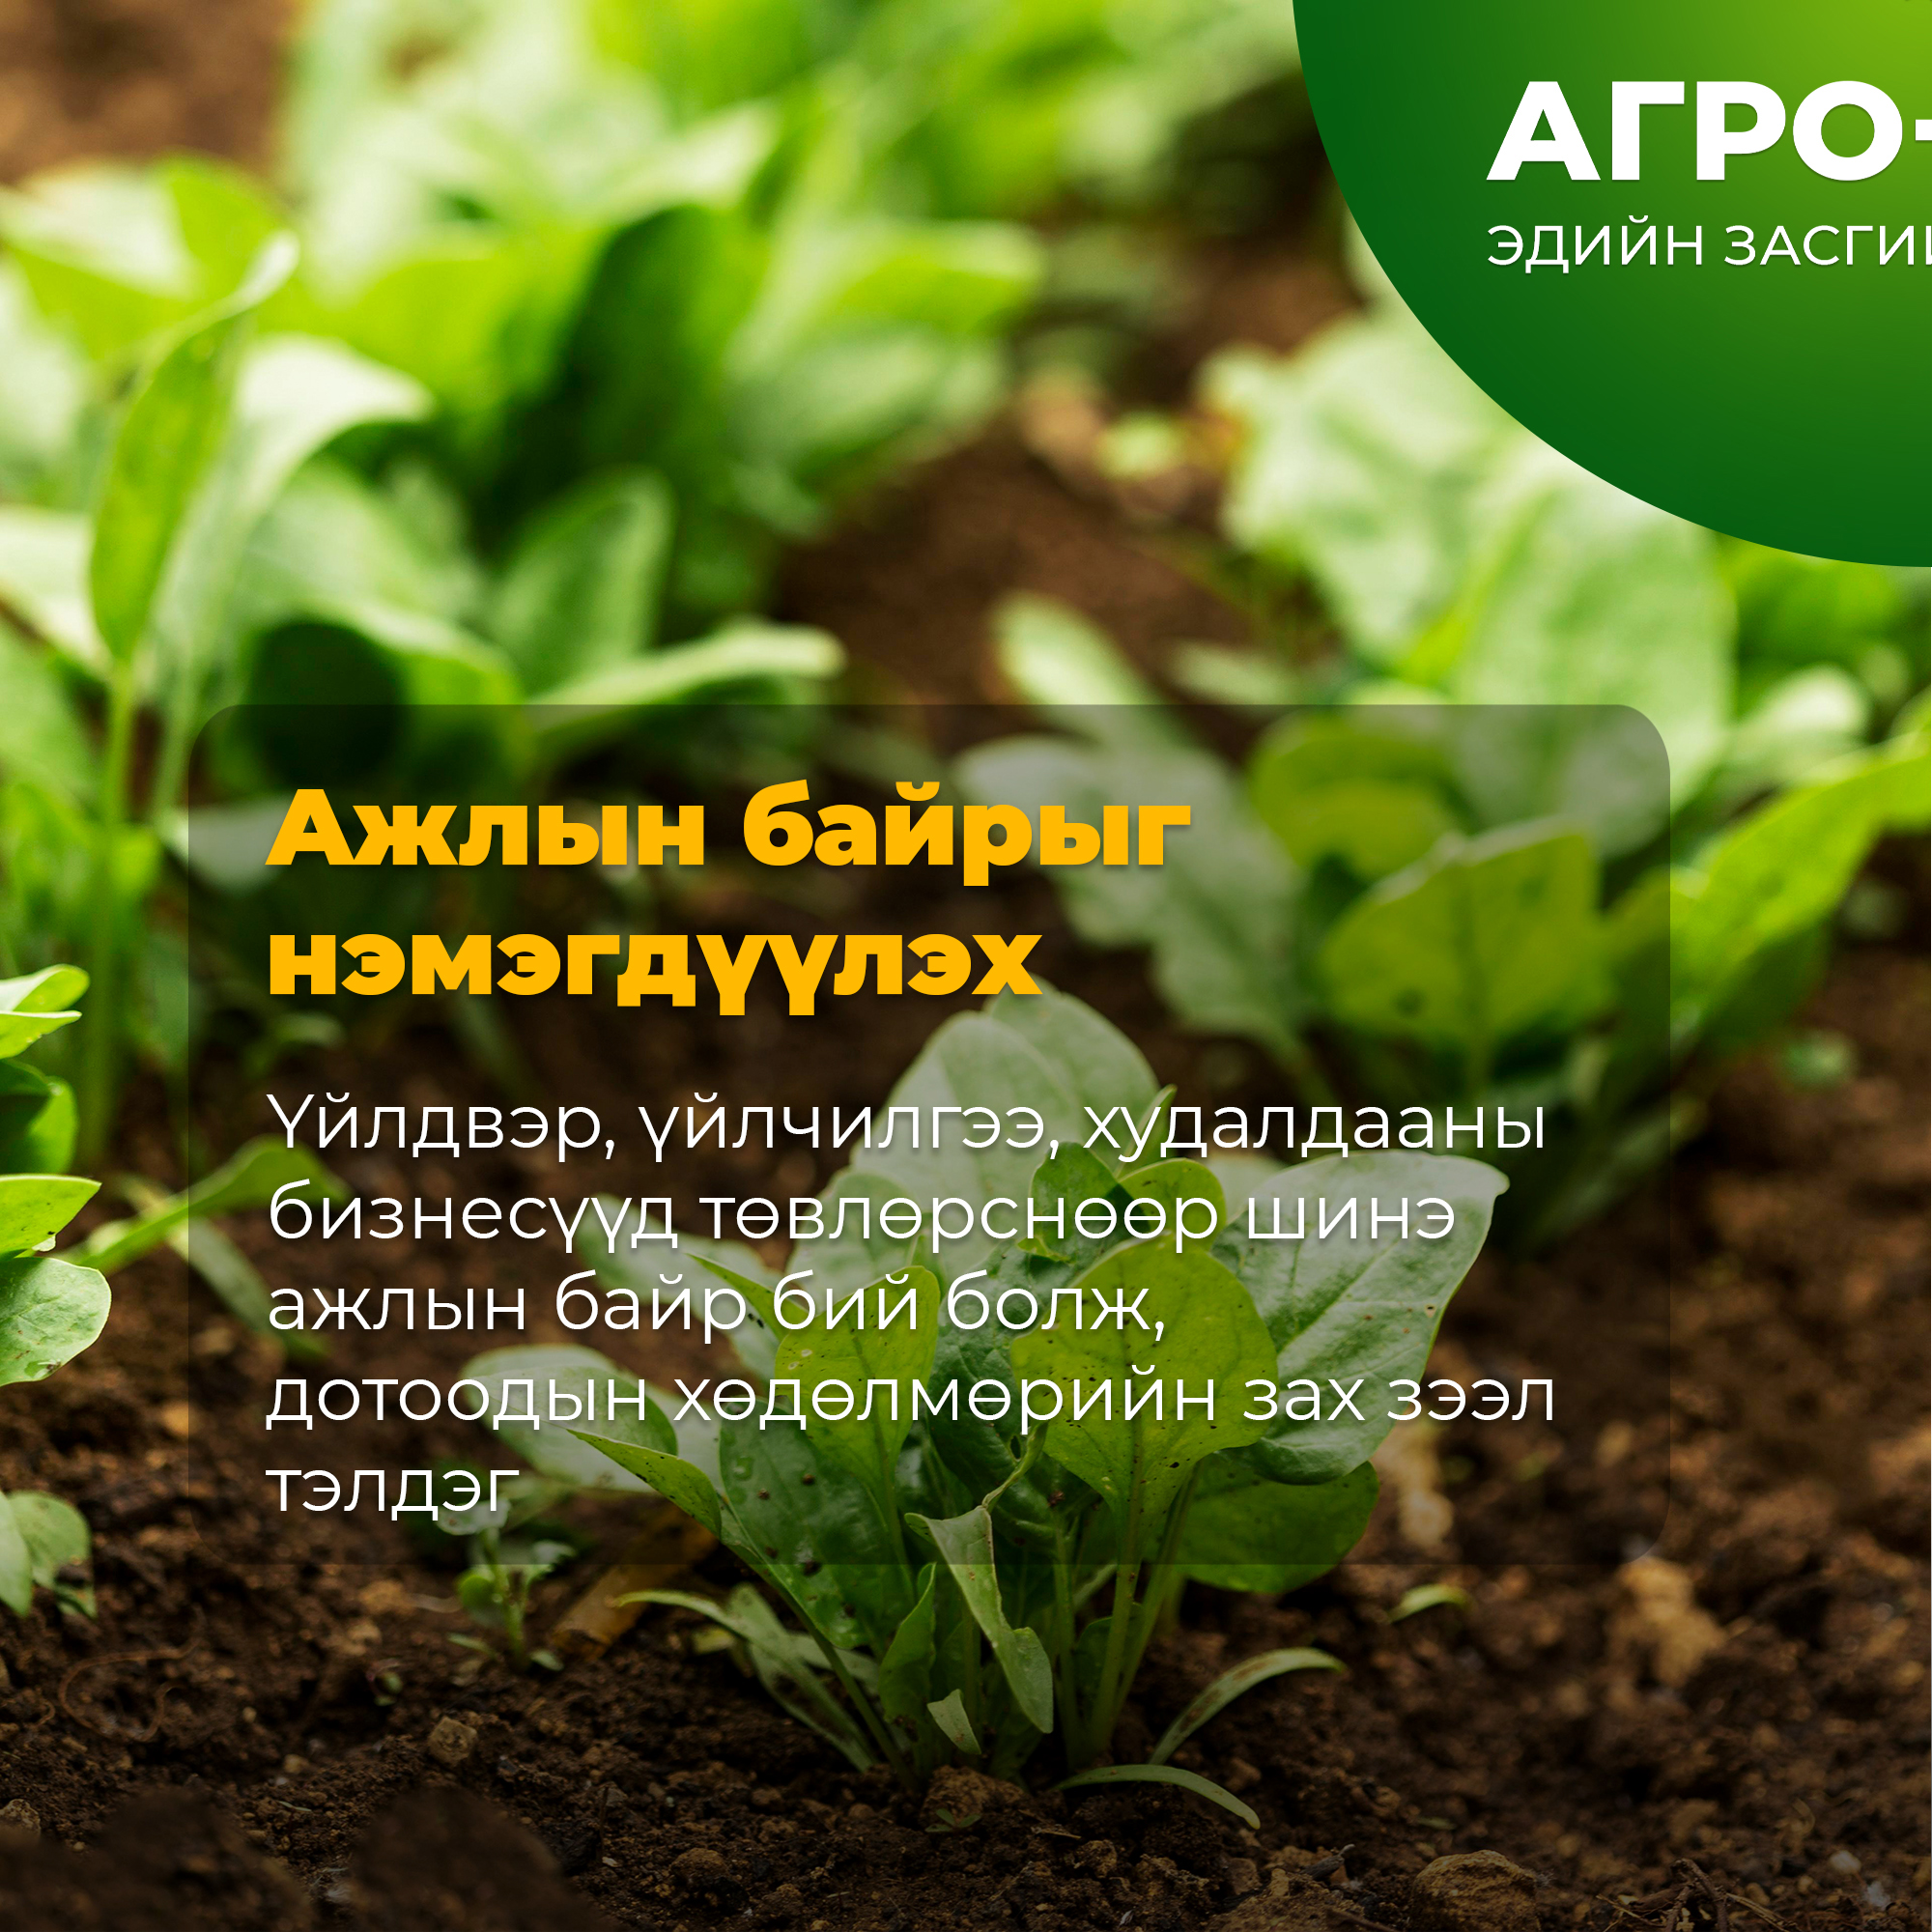 АГРО-
ЭДИЙН ЗАСГИЙ
Ажлын байрыг
нэмэгдүүлэх
Үйлдвэр, үйлчилгээ, худалдааны
бизнесүүд төвлөрснөөр шинэ
ажлын байр бий болж,
дотоодын хөдөлмөрийн зах зээл
тэлдэг